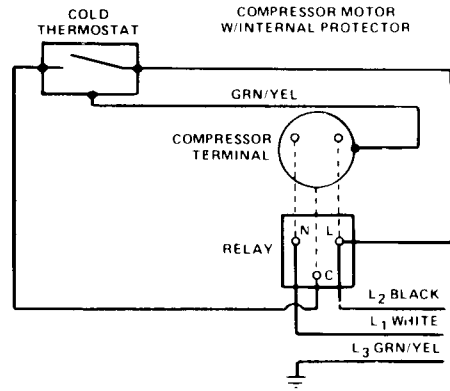 COLD
THERMOSTAT
COMPRESSOR MOTOR
W/INTERNAL PROTECTOR
GRN/YEL
COMPRESSOR
TERMINAL
N L
RELAY
C
L2 BLACK
L1 WHITE
L3 GRN/YEL